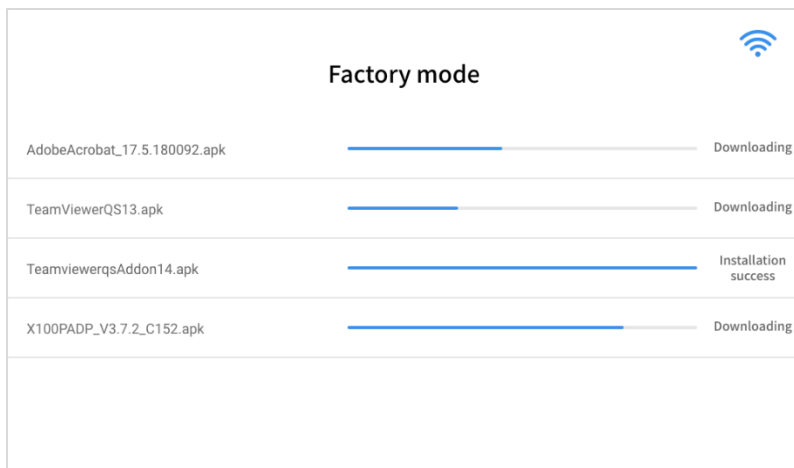 Factory mode
AdobeAcrobat_17.5.180092.apk
Downloading
TeamViewerQS13.apk
Downloading
TeamviewerqsAddon14.apk
Installation
success
X100PADP_V3.7.2_C152.apk
Downloading